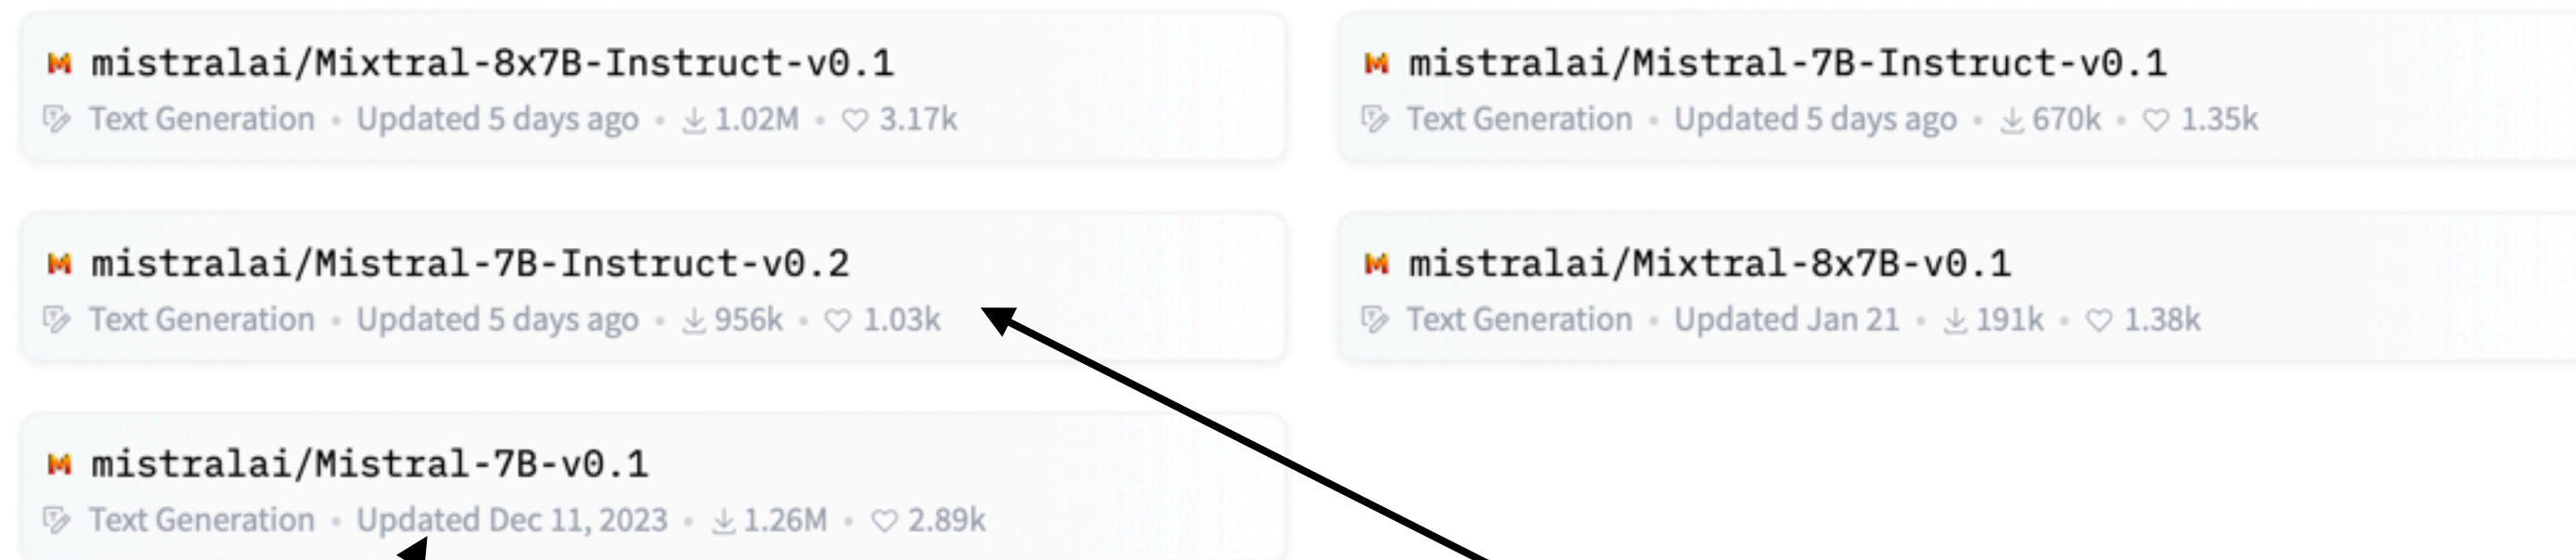 mistralai/Mixtral-8x7B-Instruct-v0.1
Text Generation • Updated 5 days ago • 1.02M • 3.17k
mistralai/Mistral-7B-Instruct-v0.1
Text Generation • Updated 5 days ago • 670k • 1.35k
mistralai/Mistral-7B-Instruct-v0.2
Text Generation • Updated 5 days ago • 956k • 1.03k
mistralai/Mixtral-8x7B-v0.1
Text Generation • Updated Jan 21 • 191k • 1.38k
mistralai/Mistral-7B-v0.1
Text Generation • Updated Dec 11, 2023 • 1.26M • 2.89k